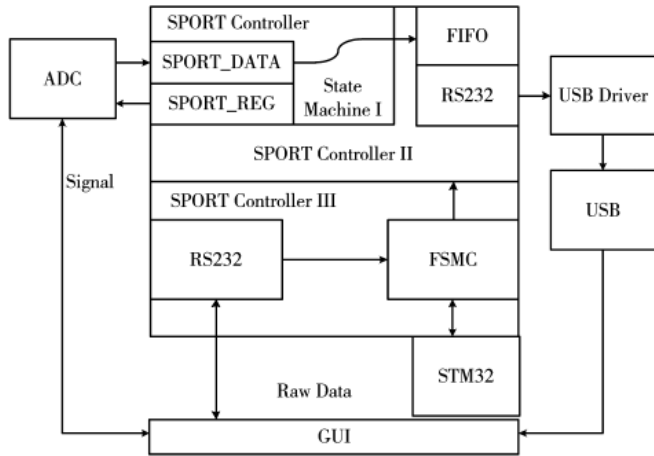 SPORT Controller
SPORT_DATA
FIFO
ADC
State
Machine I
SPORT_REG
RS232
USB Driver
SPORT Controller II
Signal
SPORT Controller III
USB
RS232
FSMC
STM32
Raw Data
GUI